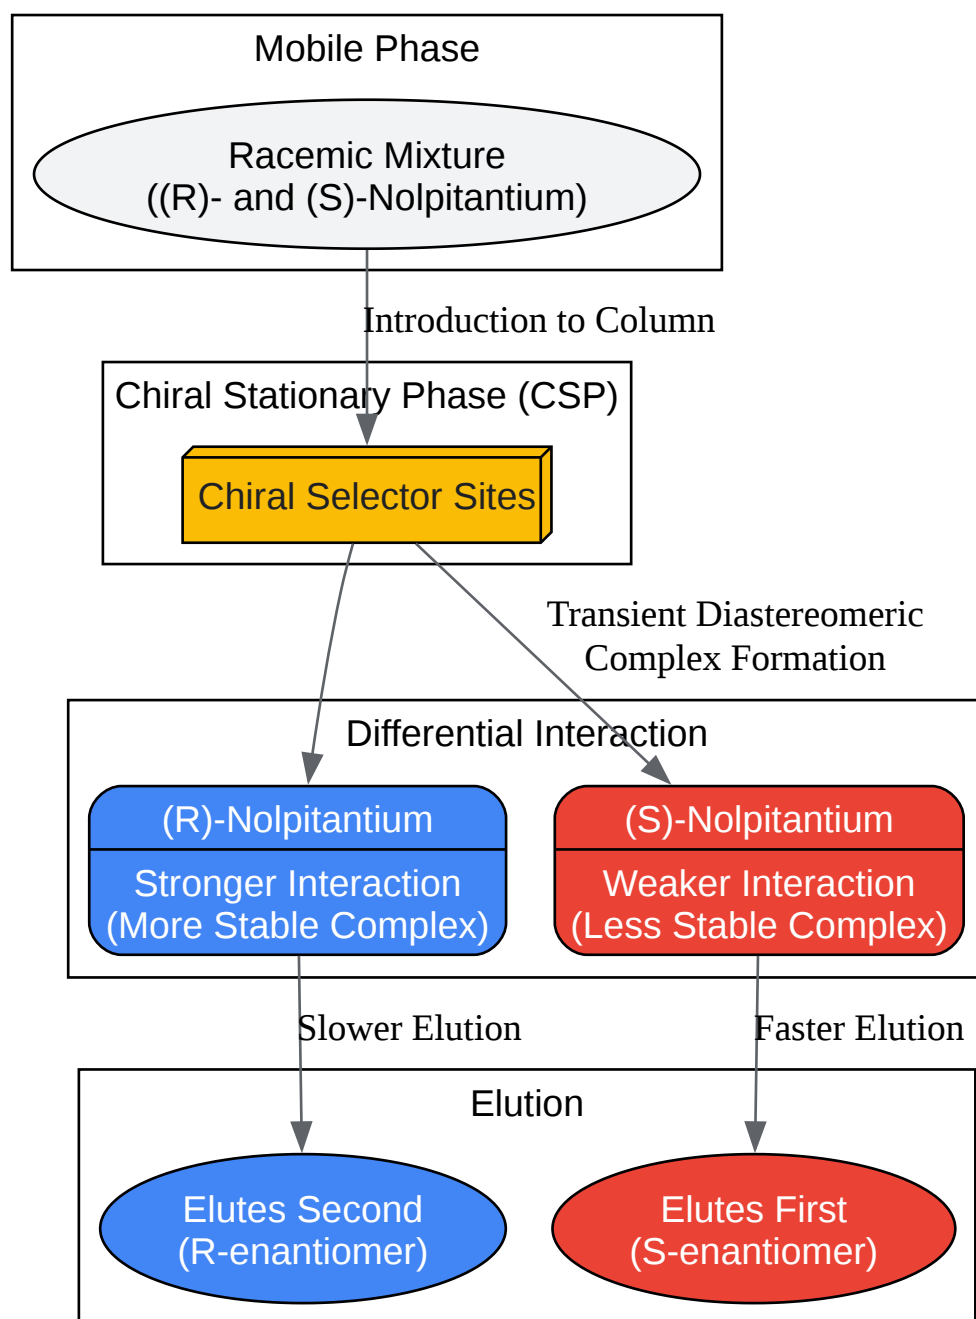 Mobile Phase
Racemic Mixture
((R)- and (S)-Nolpitantium)
Introduction to Column
Chiral Stationary Phase (CSP)
Chiral Selector Sites
Transient Diastereomeric
Complex Formation
Differential Interaction
(R)-Nolpitantium
Stronger Interaction
(More Stable Complex)
(S)-Nolpitantium
Weaker Interaction
(Less Stable Complex)
Slower Elution
Faster Elution
Elution
Elutes Second
(R-enantiomer)
Elutes First
(S-enantiomer)